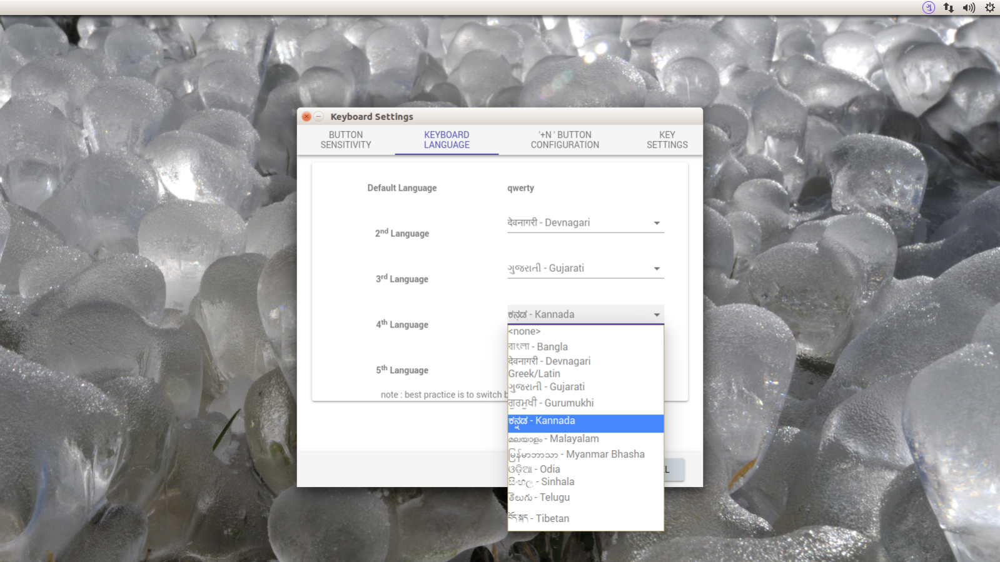 Keyboard Settings
BUTTON
SENSITIVITY
KEYBOARD
LANGUAGE
'+N ' BUTTON
CONFIGURATION
KEY
SETTINGS
Default Language
qwerty
2nd Language
देवनागरी - Devnagari
3rd Language
ગુજરાતી - Gujarati
4th Language
ಕನ್ನಡ - Kannada
<none>
বাংলা - Bangla
देवनागरी - Devnagari
Greek/Latin
ગુજરાતી - Gujarati
ਗੁਰਮੁਖੀ - Gurumukhi
ಕನ್ನಡ - Kannada
മലയാളം - Malayalam
မြန်မာဘာသာ - Myanmar Bhasha
ଓଡ଼ିଆ - Odia
සිංහල - Sinhala
తెలుగు - Telugu
- Tibetan
5th Language
note : best practice is to switch